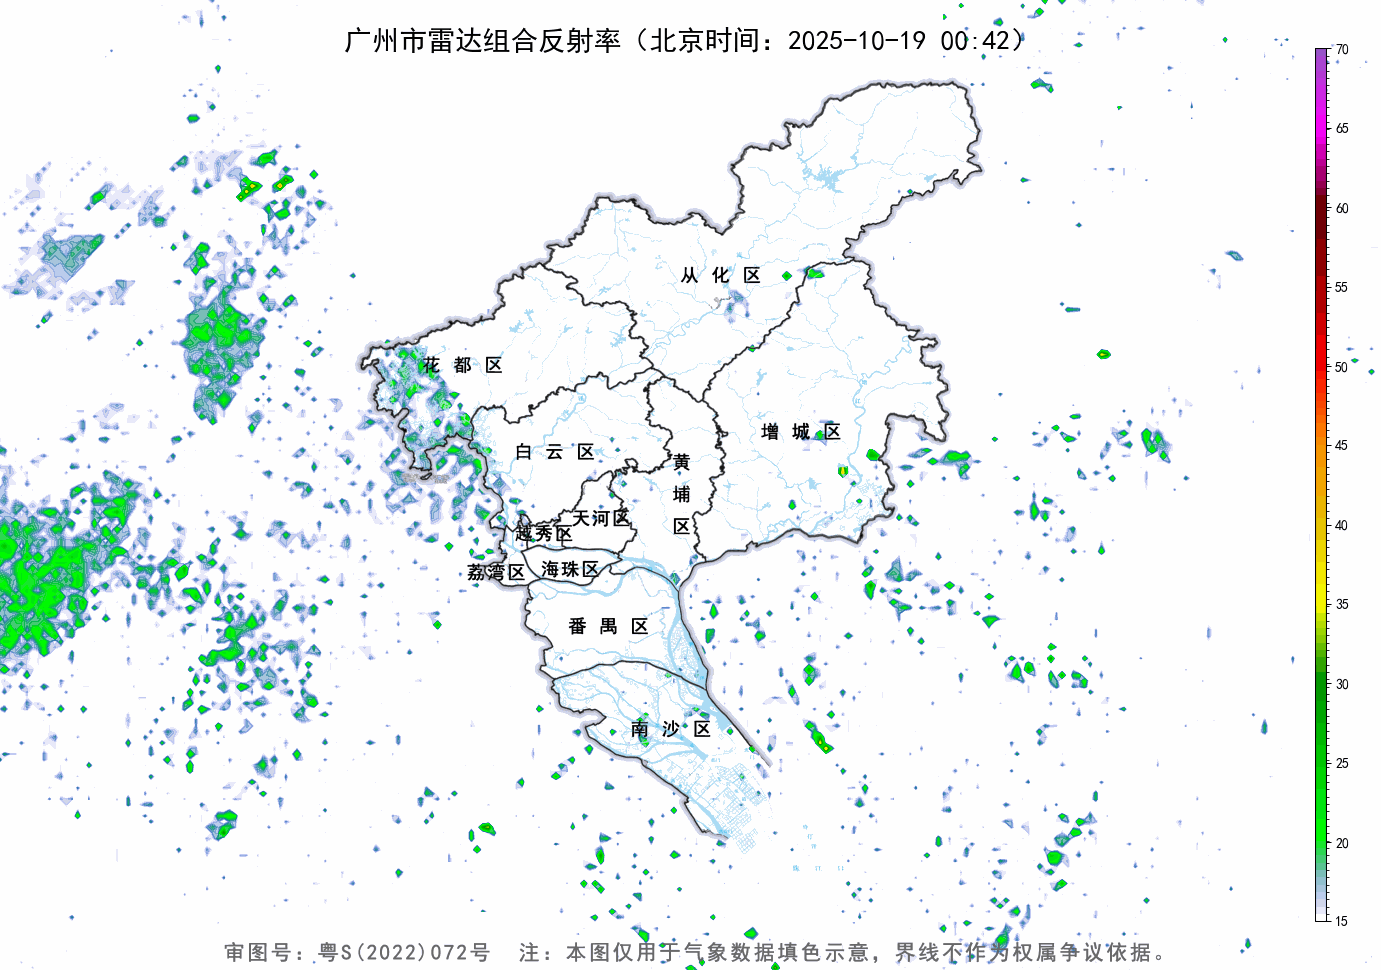 广州市雷达组合反射率（北京时间：2025-10-19 00:42）
70
65
60
55
50
45
40
35
30
25
20
15
从化区
花都区
增城区
白云区
黄埔区
天河区
越秀区
荔湾区
海珠区
番禺区
南沙区
审图号：粤S(2022)072号 注：本图仅用于气象数据填色示意，界线不作为权属争议依据。